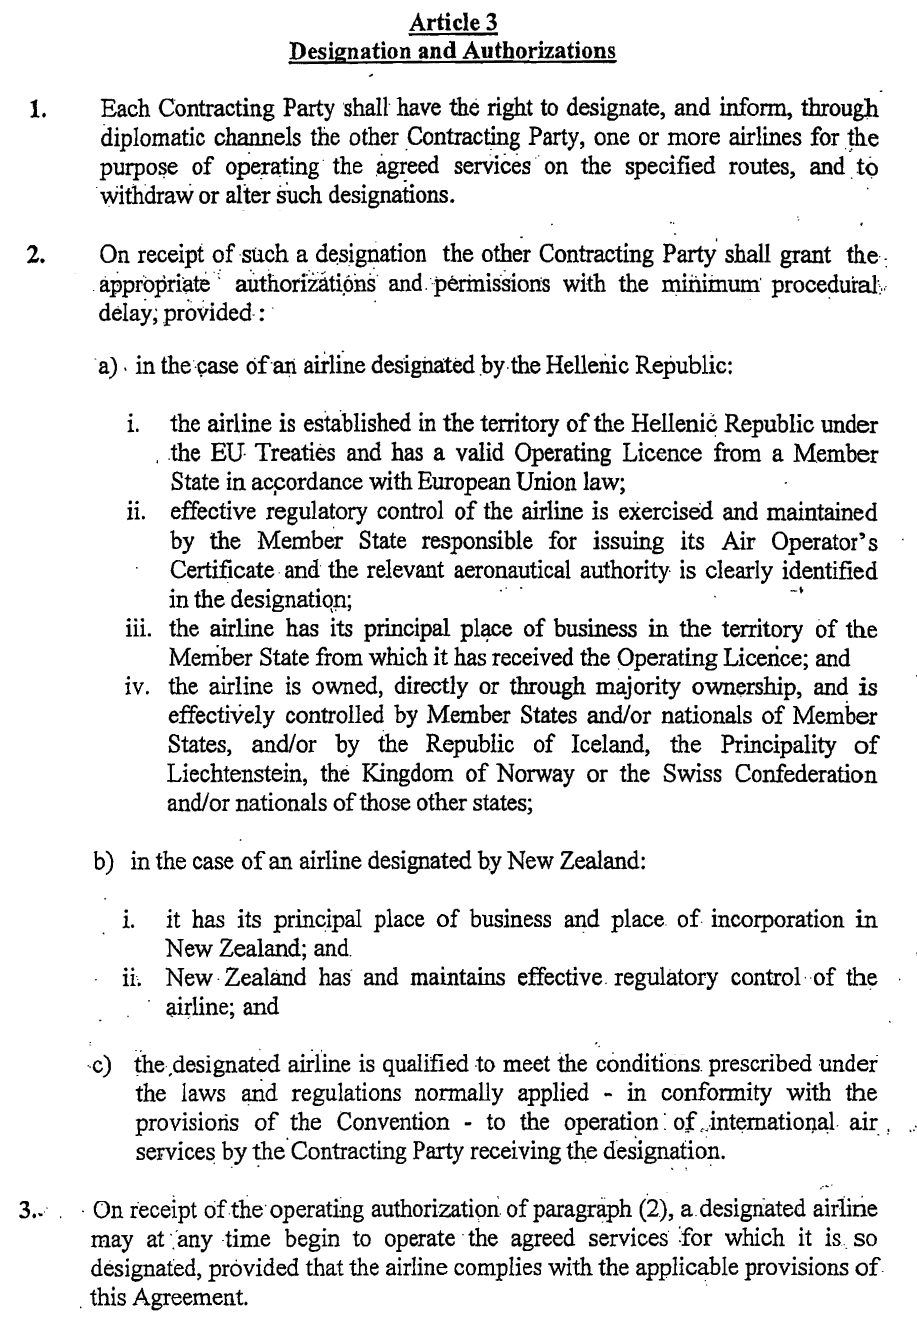 Article 3
Designation and Authorizations
1. Each Contracting Party shall have the right to designate, and inform, through
diplomatic channels the other Contracting Party, one or more airlines for the
purpose of operating the agreed services on the specified routes, and to
withdraw or alter such designations.
2. On receipt of such a designation the other Contracting Party shall grant the
appropriate authorizations and permissions with the minimum procedural
delay, provided :
a) in the case of an airline designated by the Hellenic Republic:
i. the airline is established in the territory of the Hellenic Republic under
the EU Treaties and has a valid Operating Licence from a Member
State in accordance with European Union law;
ii. effective regulatory control of the airline is exercised and maintained
by the Member State responsible for issuing its Air Operator's
Certificate and the relevant aeronautical authority is clearly identified
in the designation;
iii. the airline has its principal place of business in the territory of the
Member State from which it has received the Operating Licence; and
iv. the airline is owned, directly or through majority ownership, and is
effectively controlled by Member States and/or nationals of Member
States, and/or by the Republic of Iceland, the Principality of
Liechtenstein, the Kingdom of Norway or the Swiss Confederation
and/or nationals of those other states;
b) in the case of an airline designated by New Zealand:
i. it has its principal place of business and place of incorporation in
New Zealand; and
ii. New Zealand has and maintains effective regulatory control of the
airline; and
c) the designated airline is qualified to meet the conditions prescribed under
the laws and regulations normally applied - in conformity with the
provisions of the Convention - to the operation of international air
services by the Contracting Party receiving the designation.
3. On receipt of the operating authorization of paragraph (2), a designated airline
may at any time begin to operate the agreed services for which it is so
designated, provided that the airline complies with the applicable provisions of
this Agreement.